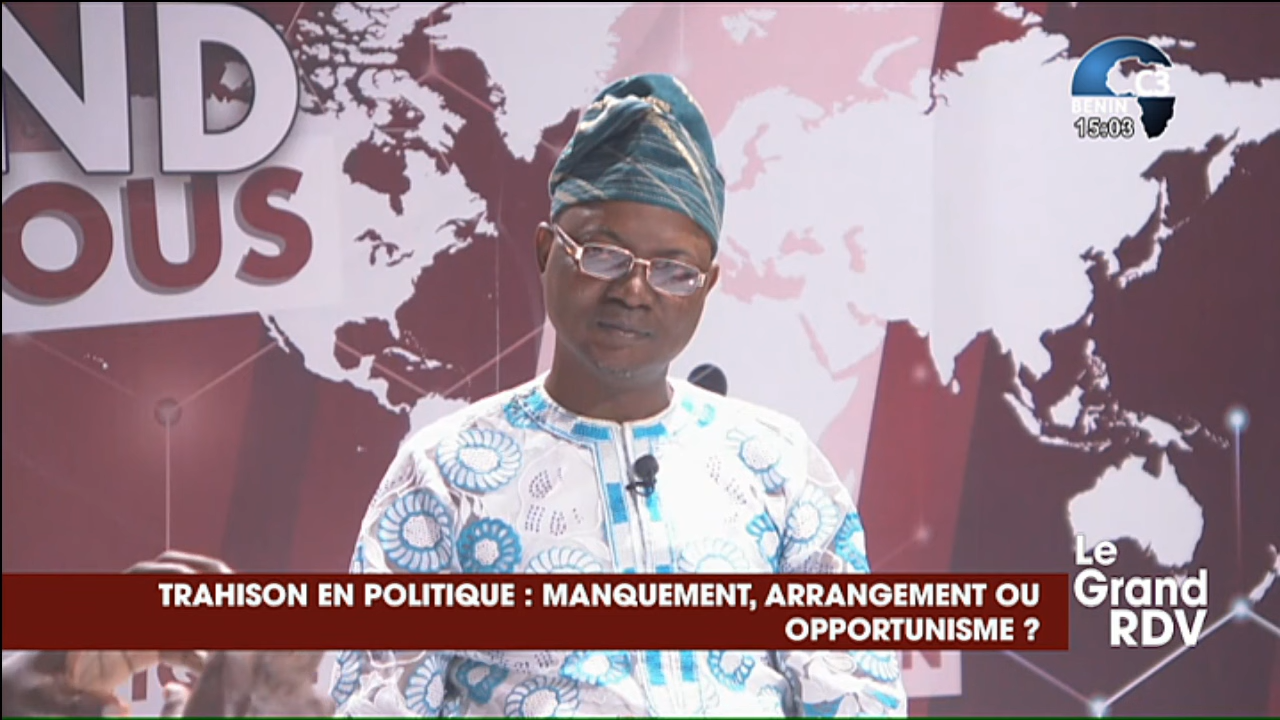 ND
OUS
C3
BENIN
15:03
TRAHISON EN POLITIQUE : MANQUEMENT, ARRANGEMENT OU
OPPORTUNISME ?
Le
Grand
RDV